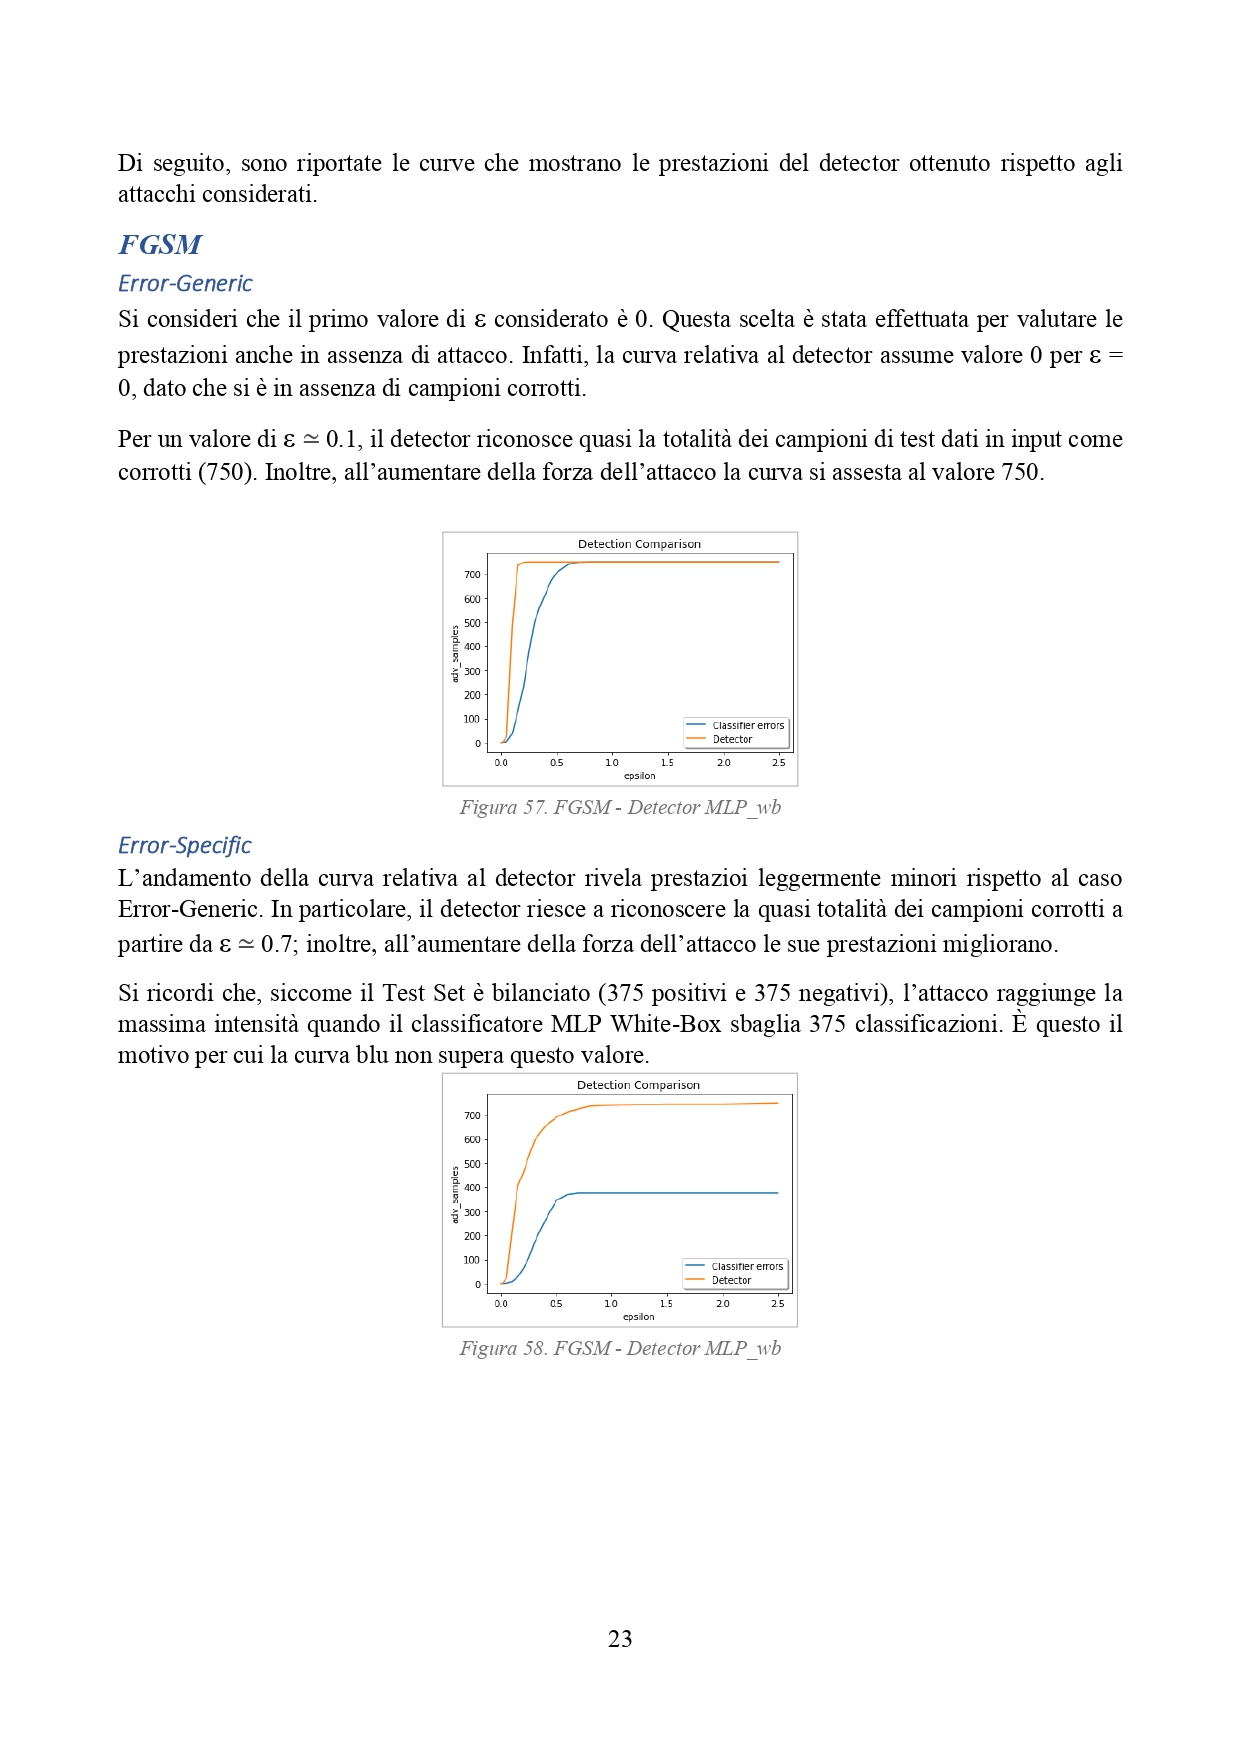 Di seguito, sono riportate le curve che mostrano le prestazioni del detector ottenuto rispetto agli
attacchi considerati.
FGSM
Error-Generic
Si consideri che il primo valore di ε considerato è 0. Questa scelta è stata effettuata per valutare le
prestazioni anche in assenza di attacco. Infatti, la curva relativa al detector assume valore 0 per ε =
0, dato che si è in assenza di campioni corrotti.
Per un valore di ε ≃ 0.1, il detector riconosce quasi la totalità dei campioni di test dati in input come
corrotti (750). Inoltre, all’aumentare della forza dell’attacco la curva si assesta al valore 750.
Detection Comparison
700
600
500
400
300
200
100
0
adv_samples
Classifier errors
Detector
0.0 0.5 1.0 1.5 2.0 2.5
epsilon
Figura 57. FGSM - Detector MLP_wb
Error-Specific
L’andamento della curva relativa al detector rivela prestazioi leggermente minori rispetto al caso
Error-Generic. In particolare, il detector riesce a riconoscere la quasi totalità dei campioni corrotti a
partire da ε ≃ 0.7; inoltre, all’aumentare della forza dell’attacco le sue prestazioni migliorano.
Si ricordi che, siccome il Test Set è bilanciato (375 positivi e 375 negativi), l’attacco raggiunge la
massima intensità quando il classificatore MLP White-Box sbaglia 375 classificazioni. È questo il
motivo per cui la curva blu non supera questo valore.
Detection Comparison
700
600
500
400
300
200
100
0
adv_samples
Classifier errors
Detector
0.0 0.5 1.0 1.5 2.0 2.5
epsilon
Figura 58. FGSM - Detector MLP_wb
23